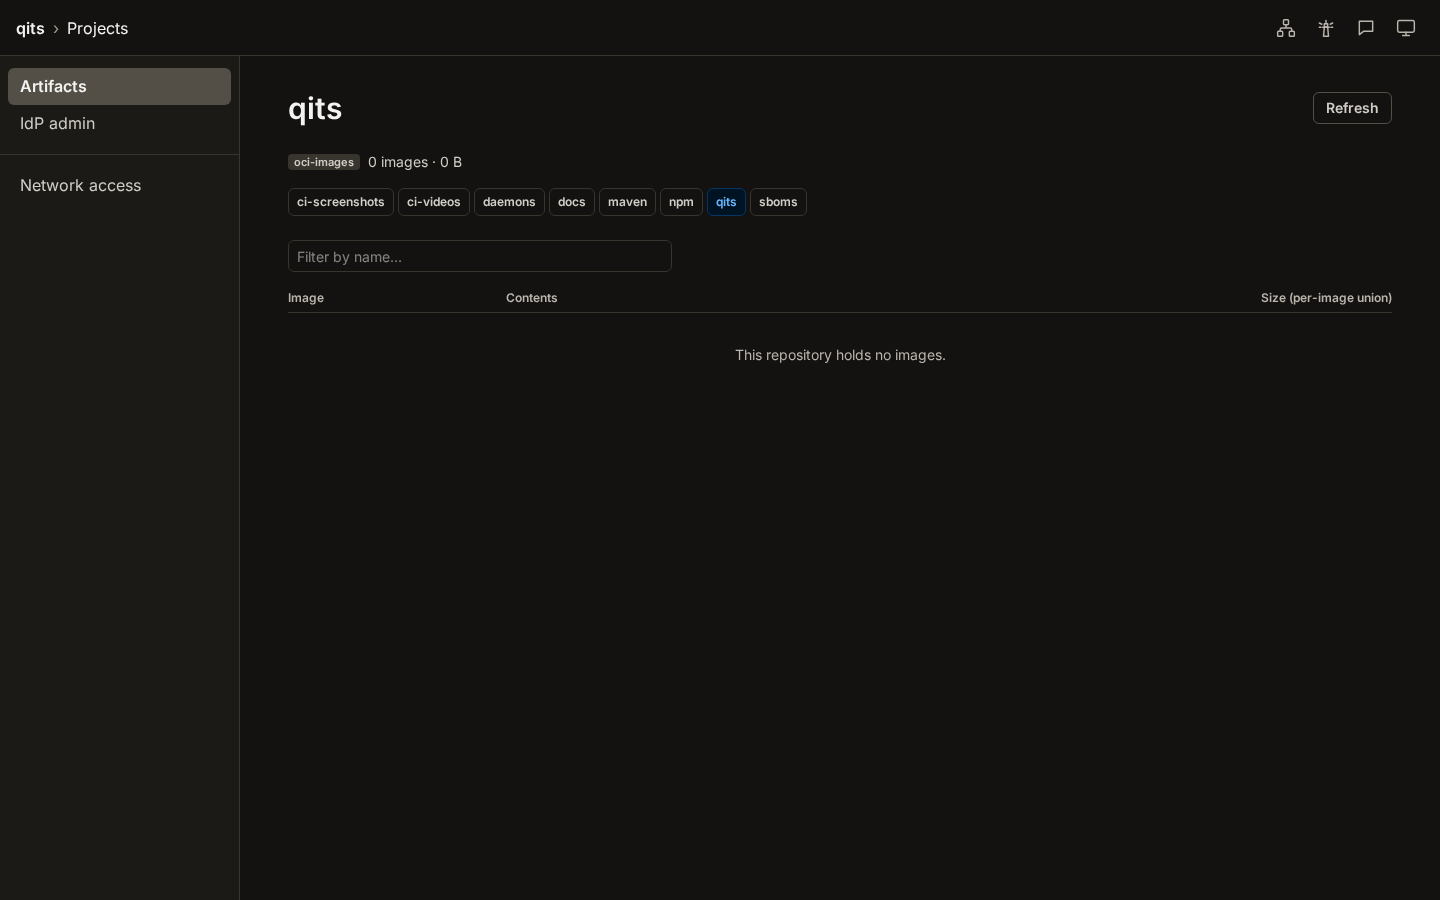 qits › Projects
Artifacts
IdP admin
Network access
qits
Refresh
oci-images 0 images · 0 B
ci-screenshots ci-videos daemons docs maven npm qits sboms
Filter by name...
Image Contents Size (per-image union)
This repository holds no images.